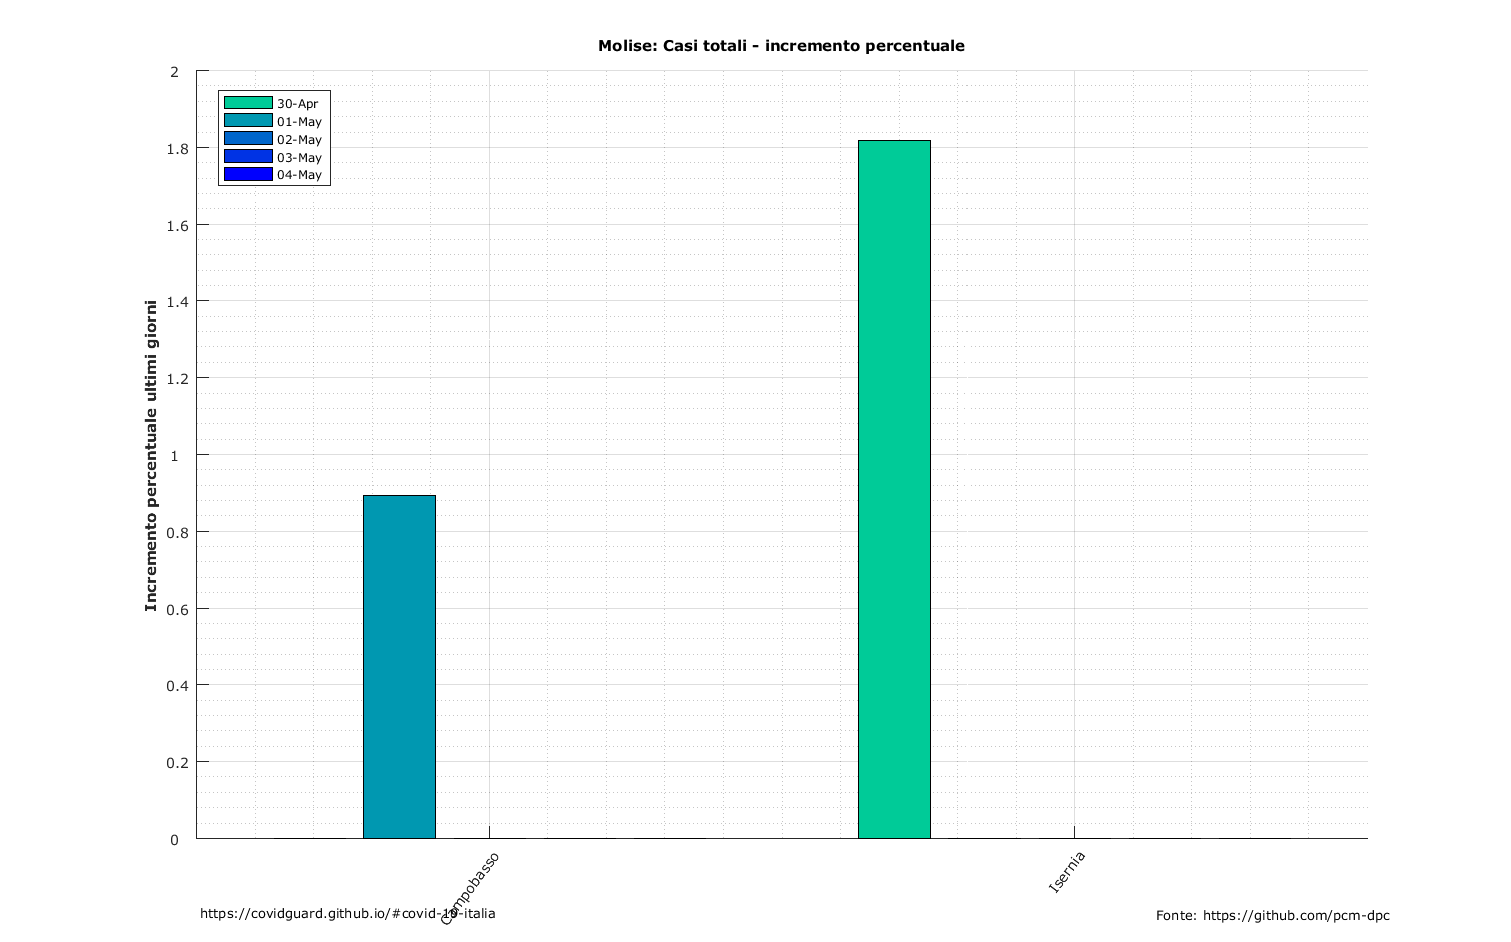 Molise: Casi totali - incremento percentuale
30-Apr
01-May
02-May
03-May
04-May
Incremento percentuale ultimi giorni
2
1.8
1.6
1.4
1.2
1
0.8
0.6
0.4
0.2
0
Campobasso
Isernia
https://covidguard.github.io/#covid-19-italia
Fonte: https://github.com/pcm-dpc